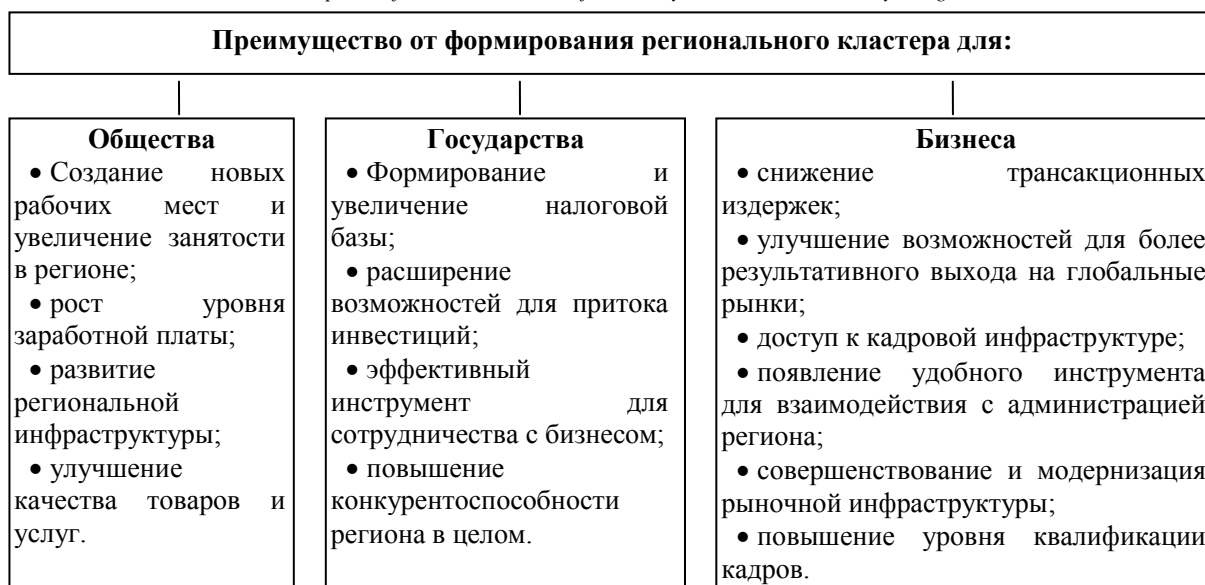 Преимущество от формирования регионального кластера для:
Общества
• Создание новых
рабочих мест и
увеличение занятости
в регионе;
• рост уровня
заработной платы;
• развитие
региональной
инфраструктуры;
• улучшение
качества товаров и
услуг.
Государства
• Формирование и
увеличение налоговой
базы;
• расширение
возможностей для притока
инвестиций;
• эффективный
инструмент для
сотрудничества с бизнесом;
• повышение
конкурентоспособности
региона в целом.
Бизнеса
• снижение трансакционных
издержек;
• улучшение возможностей для более
результативного выхода на глобальные
рынки;
• доступ к кадровой инфраструктуре;
• появление удобного инструмента
для взаимодействия с администрацией
региона;
• совершенствование и модернизация
рыночной инфраструктуры;
• повышение уровня квалификации
кадров.